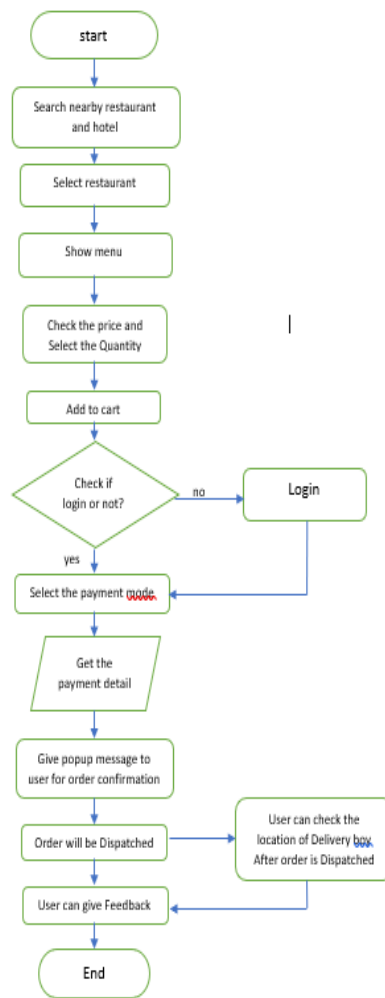 start
Search nearby restaurant
and hotel
Select restaurant
Show menu
Check the price and
Select the Quantity
Add to cart
Check if
login or not?
no
Login
yes
Select the payment mode
Get the
payment detail
Give popup message to
user for order confirmation
Order will be Dispatched
User can check the
location of Delivery boy
After order is Dispatched
User can give Feedback
End